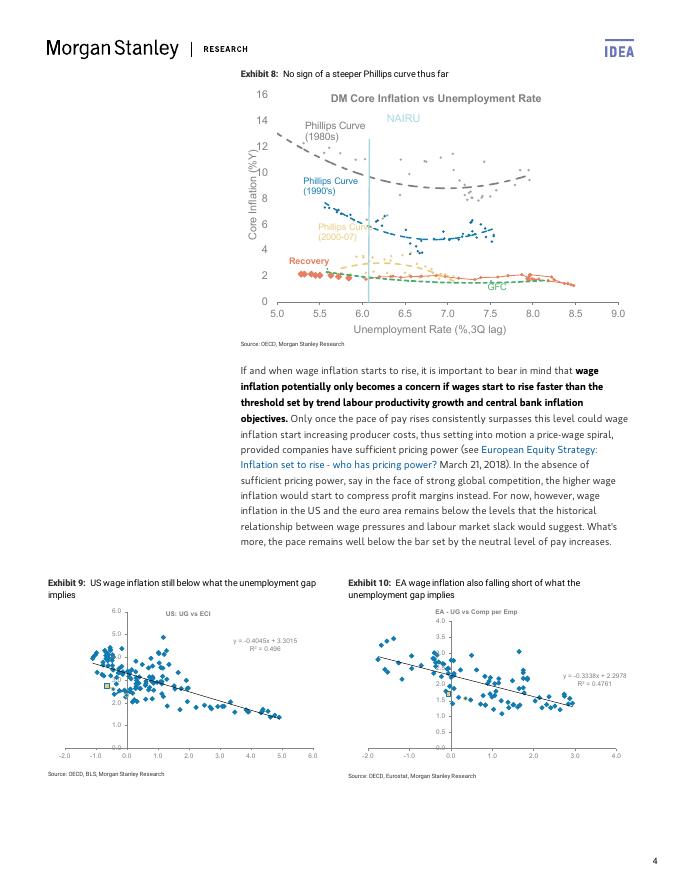 Morgan Stanley | RESEARCH
IDEA
Exhibit 8: No sign of a steeper Phillips curve thus far
DM Core Inflation vs Unemployment Rate
NAIRU
Phillips Curve
(1980s)
Phillips Curve
(1990's)
Phillips Curve
(2000-07)
Recovery
GFC
Core Inflation (%Y)
16
14
12
10
8
6
4
2
0
5.0 5.5 6.0 6.5 7.0 7.5 8.0 8.5 9.0
Unemployment Rate (%,3Q lag)
Source: OECD, Morgan Stanley Research
If and when wage inflation starts to rise, it is important to bear in mind that wage
inflation potentially only becomes a concern if wages start to rise faster than the
threshold set by trend labour productivity growth and central bank inflation
objectives. Only once the pace of pay rises consistently surpasses this level could wage
inflation start increasing producer costs, thus setting into motion a price-wage spiral,
provided companies have sufficient pricing power (see European Equity Strategy:
Inflation set to rise - who has pricing power? March 21, 2018). In the absence of
sufficient pricing power, say in the face of strong global competition, the higher wage
inflation would start to compress profit margins instead. For now, however, wage
inflation in the US and the euro area remains below the levels that the historical
relationship between wage pressures and labour market slack would suggest. What's
more, the pace remains well below the bar set by the neutral level of pay increases.
Exhibit 9: US wage inflation still below what the unemployment gap
implies
US: UG vs ECI
y = -0.4045x + 3.3015
R² = 0.496
6.0
5.0
4.0
3.0
2.0
1.0
0.0
-2.0 -1.0 0.0 1.0 2.0 3.0 4.0 5.0 6.0
Source: OECD, BLS, Morgan Stanley Research
Exhibit 10: EA wage inflation also falling short of what the
unemployment gap implies
EA - UG vs Comp per Emp
y = -0.3338x + 2.2978
R² = 0.4761
4.0
3.5
3.0
2.5
2.0
1.5
1.0
0.5
0.0
-2.0 -1.0 0.0 1.0 2.0 3.0 4.0
Source: OECD, Eurostat, Morgan Stanley Research
4